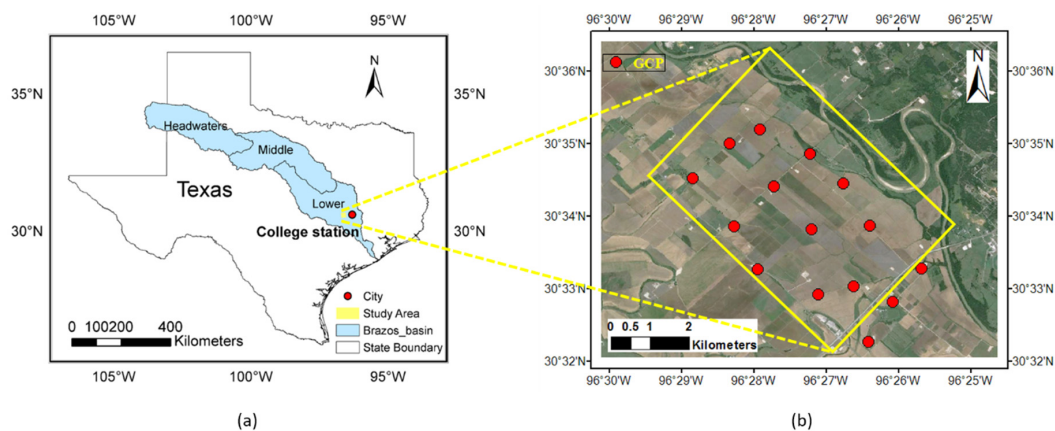 105°W 100°W 95°W
N
35°N
Headwaters
Middle
Texas
Lower
30°N
College station
City
Study Area
Brazos_basin
State Boundary
0 100200 400
Kilometers
105°W 100°W 95°W
(a)
96°30'W 96°29'W 96°28'W 96°27'W 96°26'W 96°25'W
GCP
N
30°36'N 30°36'N
35°N
30°35'N 30°35'N
30°34'N 30°34'N
30°N
30°33'N 30°33'N
0 0.5 1 2
Kilometers
30°32'N 30°32'N
96°30'W 96°29'W 96°28'W 96°27'W 96°26'W 96°25'W
(b)